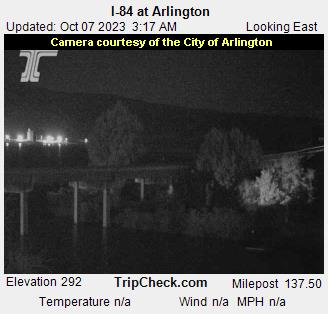 I-84 at Arlington
Updated: Oct 07 2023 3:17 AM Looking East
Camera courtesy of the City of Arlington
Elevation 292 TripCheck.com Milepost 137.50
Temperature n/a Wind n/a MPH n/a